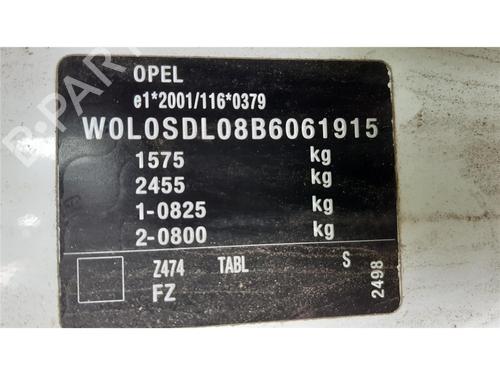 OPEL
e1*2001/116*0379
W0L0SDL08B6061915
1575 kg
2455 kg
1-0825 kg
2-0800 kg
Z474 TABL S
FZ
2498
B-PARTS